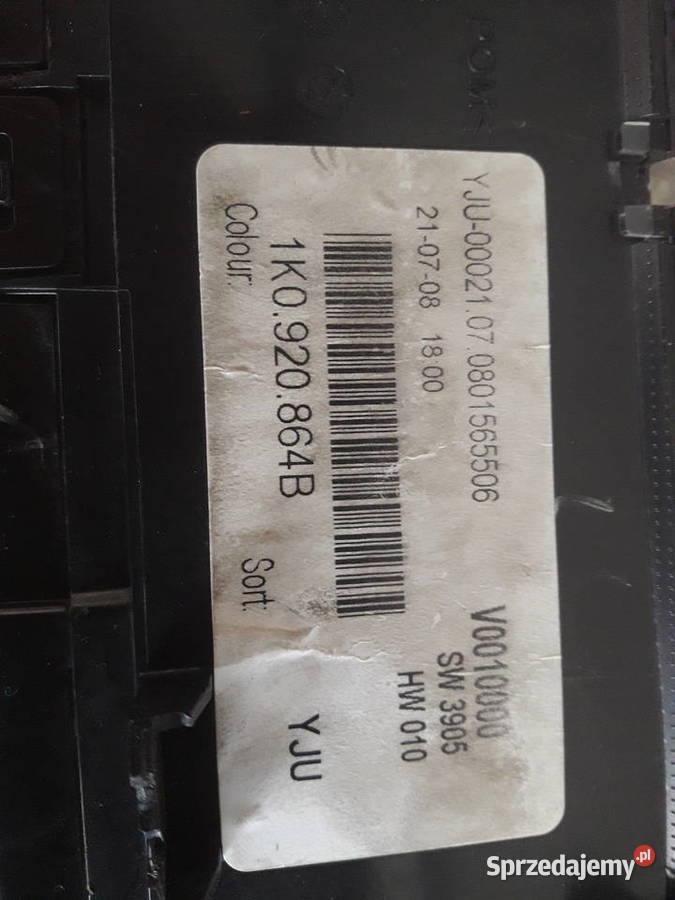 YJU-00021.07.0801565506
V0010000
21-07-08 18:00
SW 3905
HW 010
1K0.920.864B
YJU
Colour:
Sort:
Sprzedajemy.pl